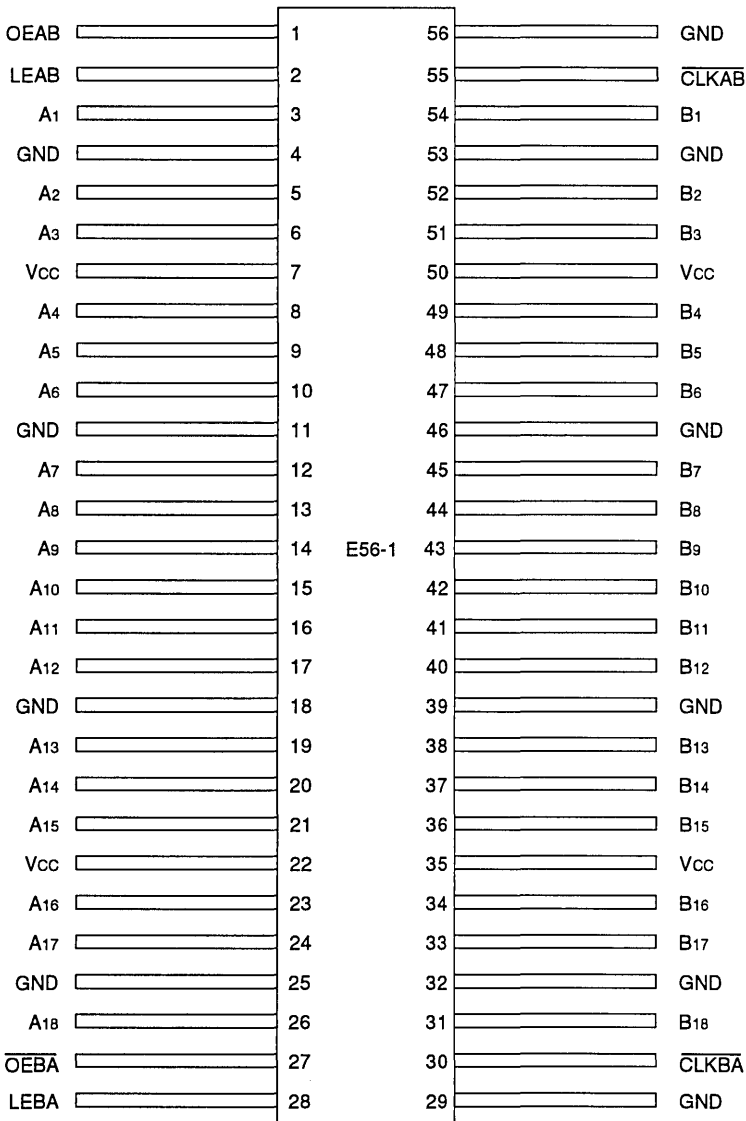 OEAB 1 56 GND
LEAB 2 55 C̅L̅K̅A̅B̅
A1 3 54 B1
GND 4 53 GND
A2 5 52 B2
A3 6 51 B3
Vcc 7 50 Vcc
A4 8 49 B4
A5 9 48 B5
A6 10 47 B6
GND 11 46 GND
A7 12 45 B7
A8 13 44 B8
A9 14 E56-1 43 B9
A10 15 42 B10
A11 16 41 B11
A12 17 40 B12
GND 18 39 GND
A13 19 38 B13
A14 20 37 B14
A15 21 36 B15
Vcc 22 35 Vcc
A16 23 34 B16
A17 24 33 B17
GND 25 32 GND
A18 26 31 B18
O̅E̅B̅A̅ 27 30 C̅L̅K̅B̅A̅
LEBA 28 29 GND